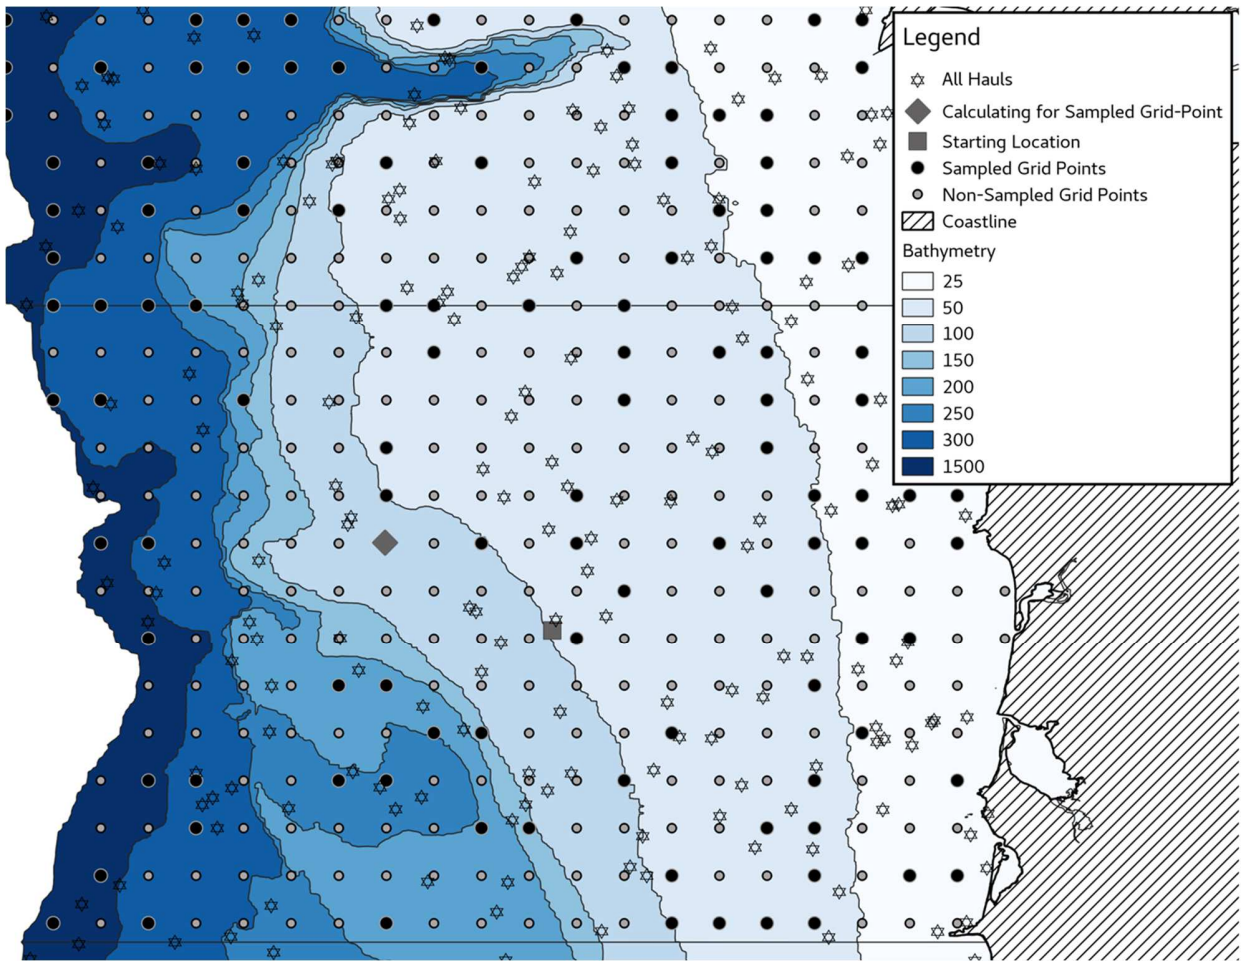 Legend
All Hauls
Calculating for Sampled Grid-Point
Starting Location
Sampled Grid Points
Non-Sampled Grid Points
Coastline
Bathymetry
25
50
100
150
200
250
300
1500